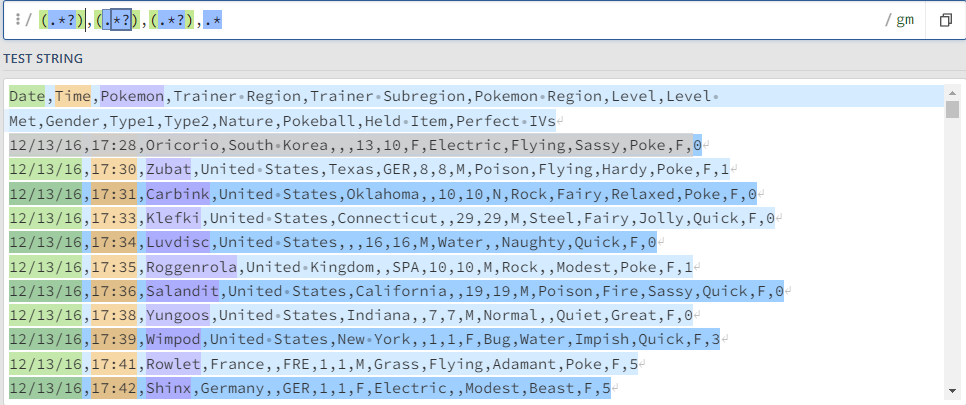 / (.*?),(.*?),(.*?),.* / gm
TEST STRING
Date,Time,Pokemon,Trainer Region,Trainer Subregion,Pokemon Region,Level,Level
Met,Gender,Type1,Type2,Nature,Pokeball,Held Item,Perfect IVs
12/13/16,17:28,Oricorio,South Korea,,,13,10,F,Electric,Flying,Sassy,Poke,F,0
12/13/16,17:30,Zubat,United States,Texas,GER,8,8,M,Poison,Flying,Hardy,Poke,F,1
12/13/16,17:31,Carbink,United States,Oklahoma,,10,10,N,Rock,Fairy,Relaxed,Poke,F,0
12/13/16,17:33,Klefki,United States,Connecticut,,29,29,M,Steel,Fairy,Jolly,Quick,F,0
12/13/16,17:34,Luvdisc,United States,,,16,16,M,Water,,Naughty,Quick,F,0
12/13/16,17:35,Roggenrola,United Kingdom,,SPA,10,10,M,Rock,,Modest,Poke,F,1
12/13/16,17:36,Salandit,United States,California,,19,19,M,Poison,Fire,Sassy,Quick,F,0
12/13/16,17:38,Yungoos,United States,Indiana,,7,7,M,Normal,,Quiet,Great,F,0
12/13/16,17:39,Wimpod,United States,New York,,1,1,F,Bug,Water,Impish,Quick,F,3
12/13/16,17:41,Rowlet,France,,FRE,1,1,M,Grass,Flying,Adamant,Poke,F,5
12/13/16,17:42,Shinx,Germany,,GER,1,1,F,Electric,,Modest,Beast,F,5